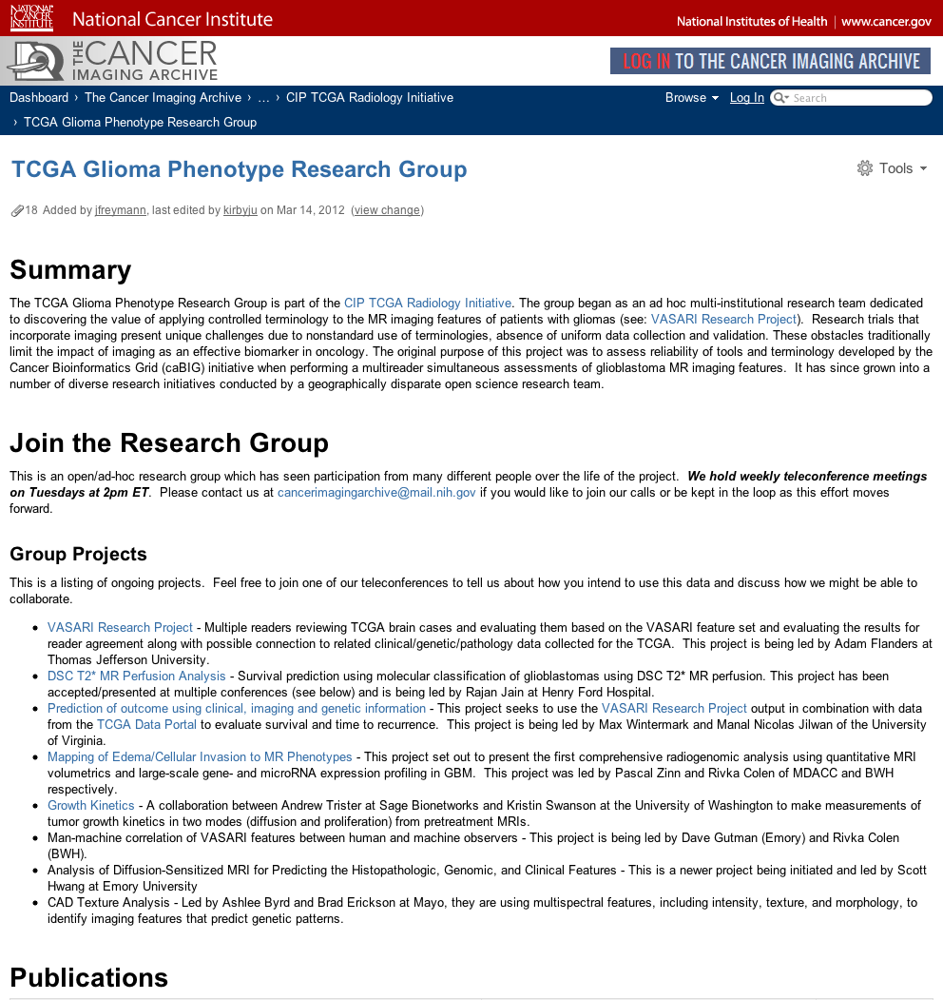 NATIONAL
CANCER
INSTITUTE
National Cancer Institute
National Institutes of Health | www.cancer.gov
THE CANCER
IMAGING ARCHIVE
LOG IN TO THE CANCER IMAGING ARCHIVE
Dashboard › The Cancer Imaging Archive › … › CIP TCGA Radiology Initiative
Browse Log In Search
› TCGA Glioma Phenotype Research Group
TCGA Glioma Phenotype Research Group
Tools
18 Added by jfreymann, last edited by kirbyju on Mar 14, 2012 (view change)
Summary
The TCGA Glioma Phenotype Research Group is part of the CIP TCGA Radiology Initiative. The group began as an ad hoc multi-institutional research team dedicated
to discovering the value of applying controlled terminology to the MR imaging features of patients with gliomas (see: VASARI Research Project). Research trials that
incorporate imaging present unique challenges due to nonstandard use of terminologies, absence of uniform data collection and validation. These obstacles traditionally
limit the impact of imaging as an effective biomarker in oncology. The original purpose of this project was to assess reliability of tools and terminology developed by the
Cancer Bioinformatics Grid (caBIG) initiative when performing a multireader simultaneous assessments of glioblastoma MR imaging features. It has since grown into a
number of diverse research initiatives conducted by a geographically disparate open science research team.
Join the Research Group
This is an open/ad-hoc research group which has seen participation from many different people over the life of the project. We hold weekly teleconference meetings
on Tuesdays at 2pm ET. Please contact us at cancerimagingarchive@mail.nih.gov if you would like to join our calls or be kept in the loop as this effort moves
forward.
Group Projects
This is a listing of ongoing projects. Feel free to join one of our teleconferences to tell us about how you intend to use this data and discuss how we might be able to
collaborate.
• VASARI Research Project - Multiple readers reviewing TCGA brain cases and evaluating them based on the VASARI feature set and evaluating the results for
reader agreement along with possible connection to related clinical/genetic/pathology data collected for the TCGA. This project is being led by Adam Flanders at
Thomas Jefferson University.
• DSC T2* MR Perfusion Analysis - Survival prediction using molecular classification of glioblastomas using DSC T2* MR perfusion. This project has been
accepted/presented at multiple conferences (see below) and is being led by Rajan Jain at Henry Ford Hospital.
• Prediction of outcome using clinical, imaging and genetic information - This project seeks to use the VASARI Research Project output in combination with data
from the TCGA Data Portal to evaluate survival and time to recurrence. This project is being led by Max Wintermark and Manal Nicolas Jilwan of the University
of Virginia.
• Mapping of Edema/Cellular Invasion to MR Phenotypes - This project set out to present the first comprehensive radiogenomic analysis using quantitative MRI
volumetrics and large-scale gene- and microRNA expression profiling in GBM. This project was led by Pascal Zinn and Rivka Colen of MDACC and BWH
respectively.
• Growth Kinetics - A collaboration between Andrew Trister at Sage Bionetworks and Kristin Swanson at the University of Washington to make measurements of
tumor growth kinetics in two modes (diffusion and proliferation) from pretreatment MRIs.
• Man-machine correlation of VASARI features between human and machine observers - This project is being led by Dave Gutman (Emory) and Rivka Colen
(BWH).
• Analysis of Diffusion-Sensitized MRI for Predicting the Histopathologic, Genomic, and Clinical Features - This is a newer project being initiated and led by Scott
Hwang at Emory University
• CAD Texture Analysis - Led by Ashlee Byrd and Brad Erickson at Mayo, they are using multispectral features, including intensity, texture, and morphology, to
identify imaging features that predict genetic patterns.
Publications